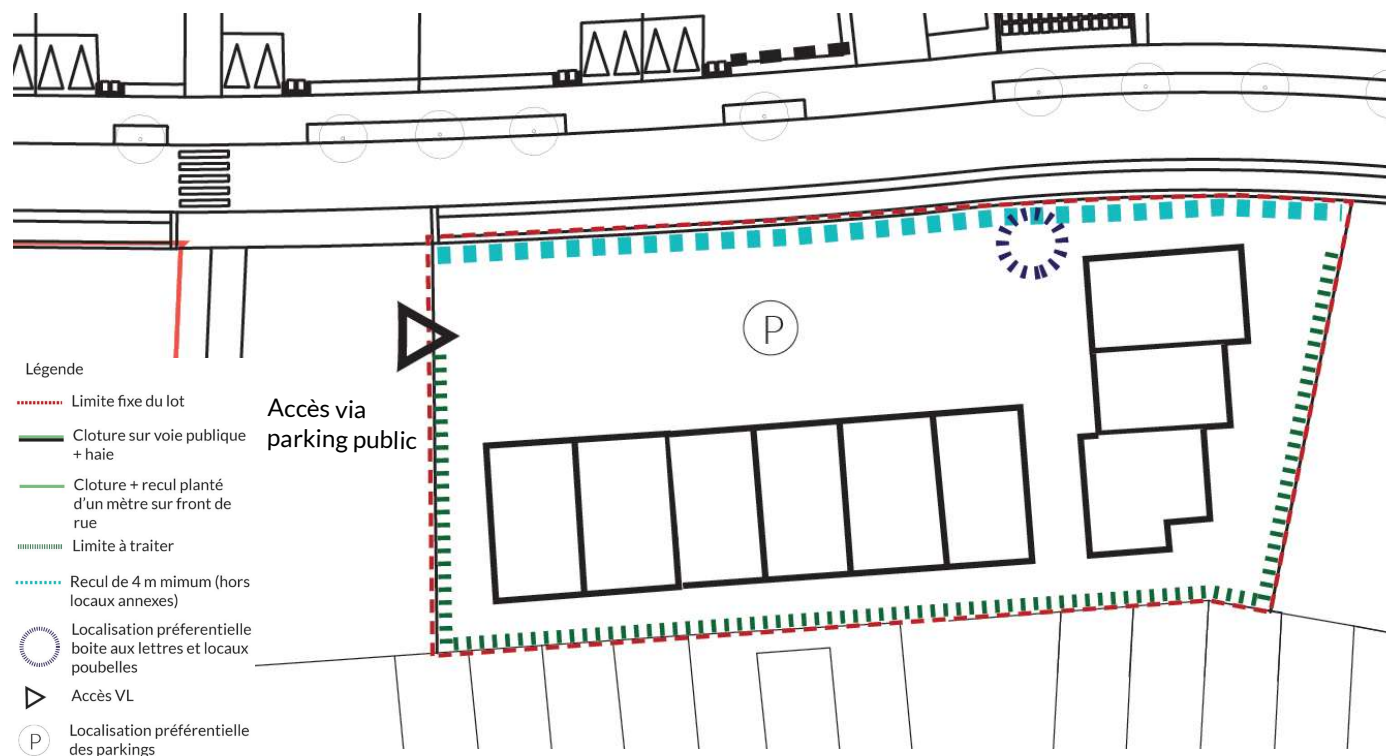 P
Accès via
parking public
Légende
Limite fixe du lot
Cloture sur voie publique
+ haie
Cloture + recul planté
d'un mètre sur front de
rue
Limite à traiter
Recul de 4 m mimum (hors
locaux annexes)
Localisation préferentielle
boite aux lettres et locaux
poubelles
Accès VL
P
Localisation préférentielle
des parkings